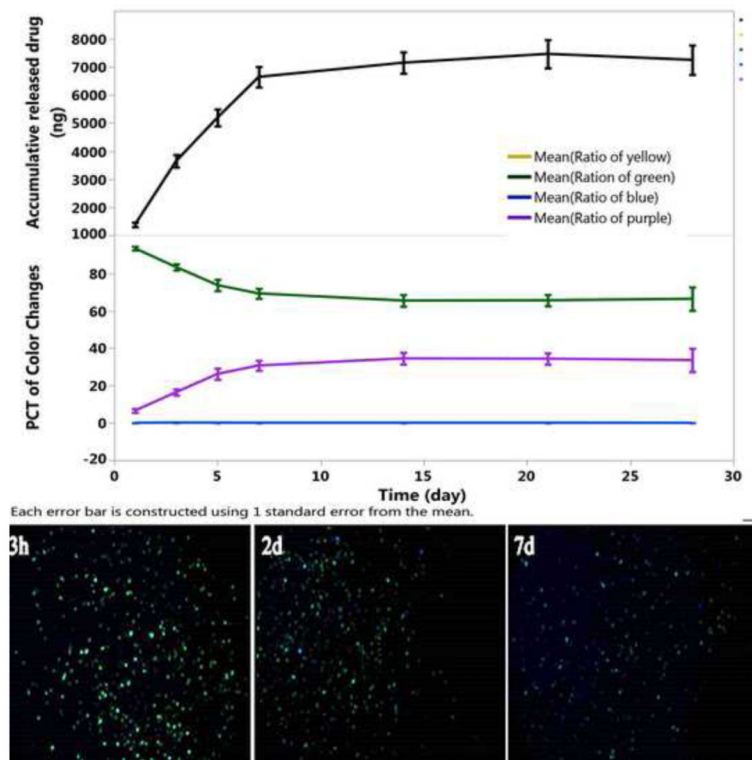 Accumulative released drug
(ng)
8000
7000
6000
5000
4000
3000
2000
1000
Mean(Ratio of yellow)
Mean(Ration of green)
Mean(Ratio of blue)
Mean(Ratio of purple)
PCT of Color Changes
80
60
40
20
0
-20
0 5 10 15 20 25 30
Time (day)
Each error bar is constructed using 1 standard error from the mean.
3h 2d 7d